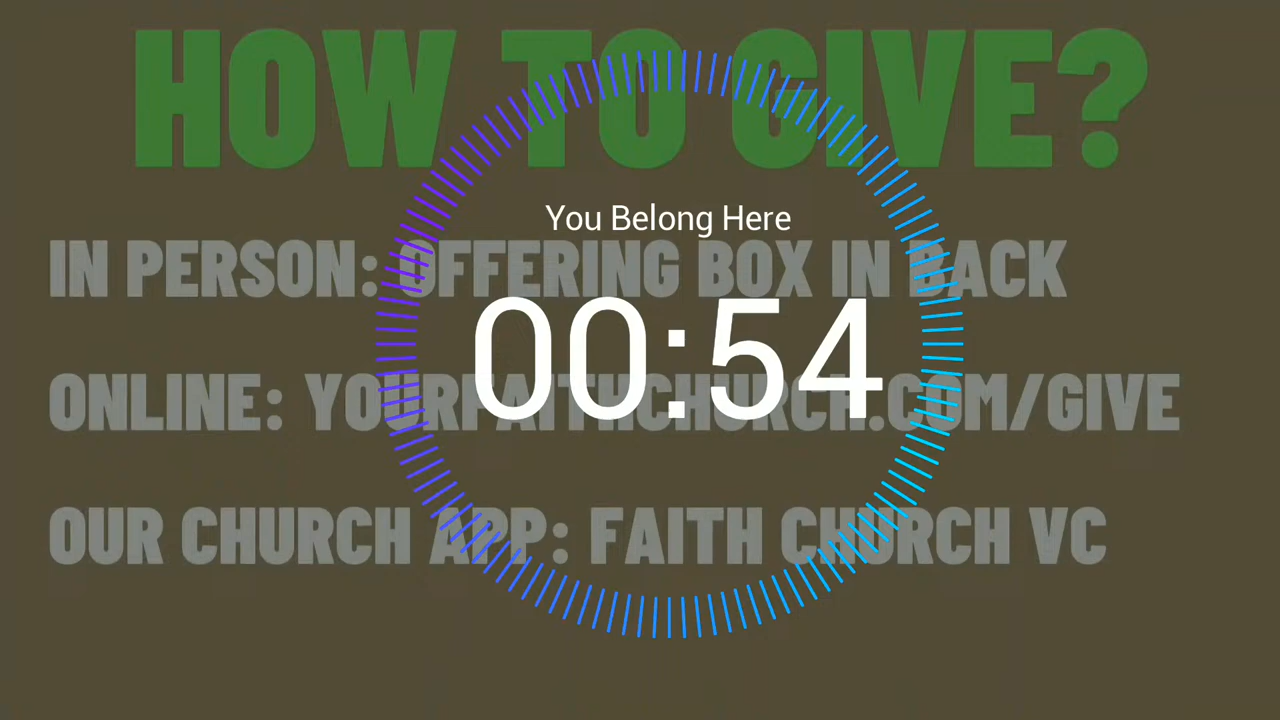 HOW TO GIVE?
You Belong Here
IN PERSON: OFFERING BOX IN BACK
00:54
ONLINE: YOURFAITHCHURCH.COM/GIVE
OUR CHURCH APP: FAITH CHURCH VC